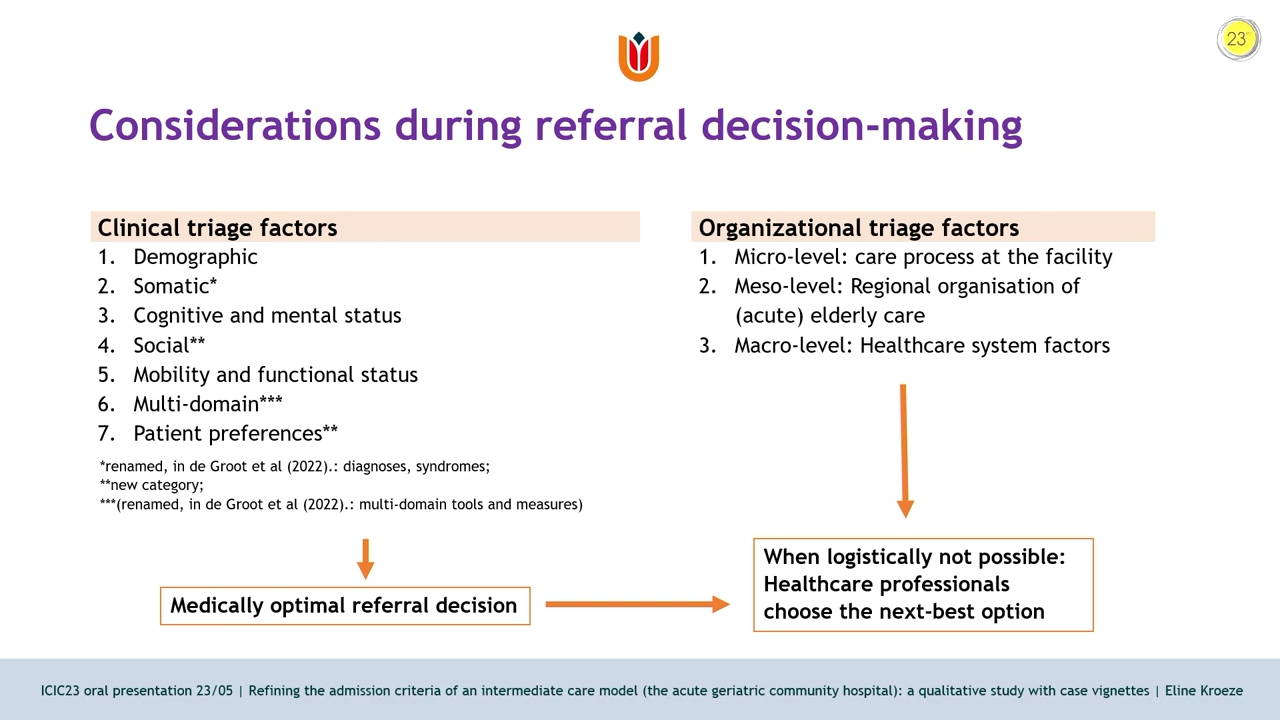 23
Considerations during referral decision-making
Clinical triage factors
1. Demographic
2. Somatic*
3. Cognitive and mental status
4. Social**
5. Mobility and functional status
6. Multi-domain***
7. Patient preferences**
*renamed, in de Groot et al (2022).: diagnoses, syndromes;
**new category;
***(renamed, in de Groot et al (2022).: multi-domain tools and measures)
Medically optimal referral decision
Organizational triage factors
1. Micro-level: care process at the facility
2. Meso-level: Regional organisation of
(acute) elderly care
3. Macro-level: Healthcare system factors
When logistically not possible:
Healthcare professionals
choose the next-best option
ICIC23 oral presentation 23/05 | Refining the admission criteria of an intermediate care model (the acute geriatric community hospital): a qualitative study with case vignettes | Eline Kroeze